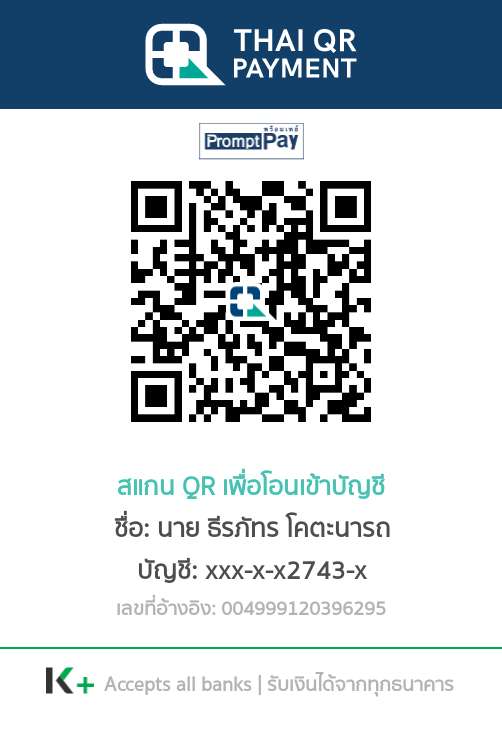 THAI QR
PAYMENT
พร้อมเพย์
PromptPay
สแกน QR เพื่อโอนเข้าบัญชี
ชื่อ: นาย ธีรภัทร โคตะนารถ
บัญชี: xxx-x-x2743-x
เลขที่อ้างอิง: 004999120396295
K+ Accepts all banks | รับเงินได้จากทุกธนาคาร